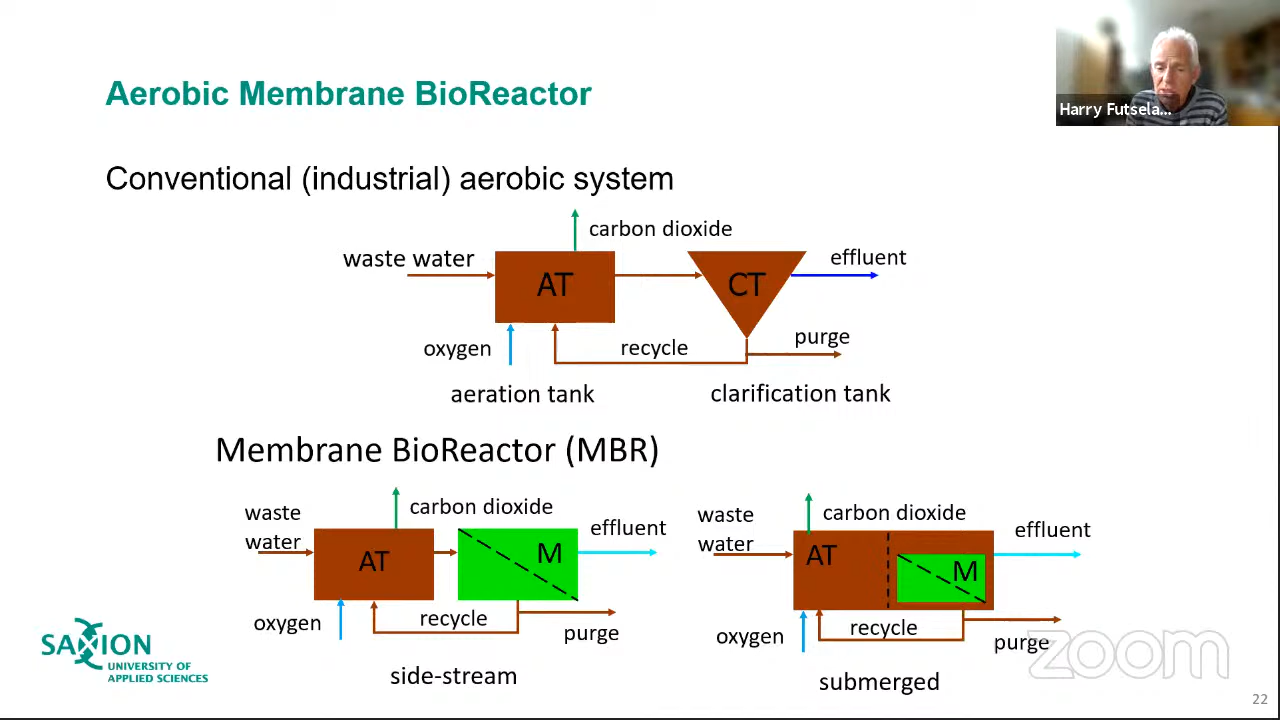 Aerobic Membrane BioReactor
Harry Futsela...
Conventional (industrial) aerobic system
carbon dioxide
waste water
effluent
AT
CT
oxygen
recycle
purge
aeration tank
clarification tank
Membrane BioReactor (MBR)
carbon dioxide
waste
water
effluent
AT
M
oxygen
recycle
purge
side-stream
carbon dioxide
waste
water
effluent
AT
M
oxygen
recycle
purge
submerged
SAXION
UNIVERSITY OF
APPLIED SCIENCES
zoom
22